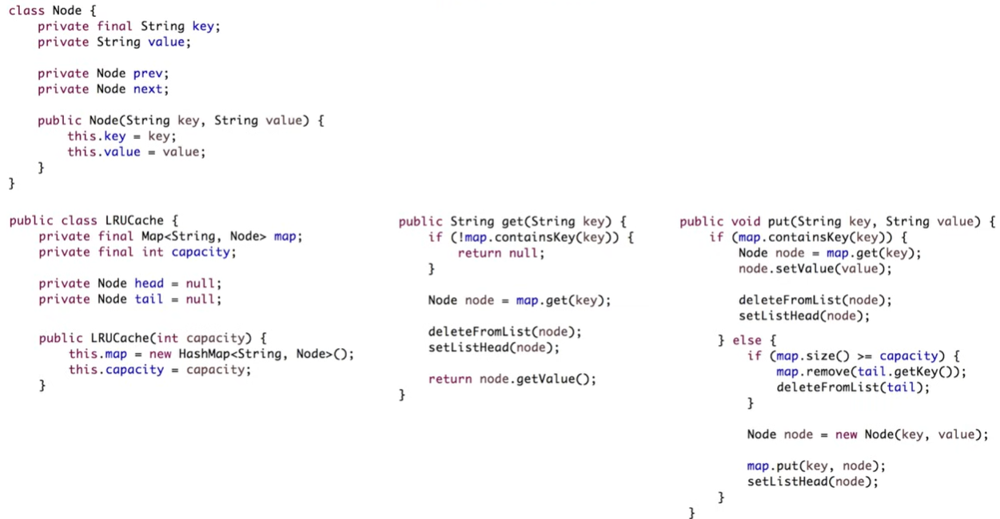 class Node {
    private final String key;
    private String value;

    private Node prev;
    private Node next;

    public Node(String key, String value) {
        this.key = key;
        this.value = value;
    }
}

public class LRUCache {
    private final Map<String, Node> map;
    private final int capacity;

    private Node head = null;
    private Node tail = null;

    public LRUCache(int capacity) {
        this.map = new HashMap<String, Node>();
        this.capacity = capacity;
    }

public String get(String key) {
    if (!map.containsKey(key)) {
        return null;
    }

    Node node = map.get(key);

    deleteFromList(node);
    setListHead(node);

    return node.getValue();
}

public void put(String key, String value) {
    if (map.containsKey(key)) {
        Node node = map.get(key);
        node.setValue(value);

        deleteFromList(node);
        setListHead(node);
    } else {
        if (map.size() >= capacity) {
            map.remove(tail.getKey());
            deleteFromList(tail);
        }

        Node node = new Node(key, value);

        map.put(key, node);
        setListHead(node);
    }
}